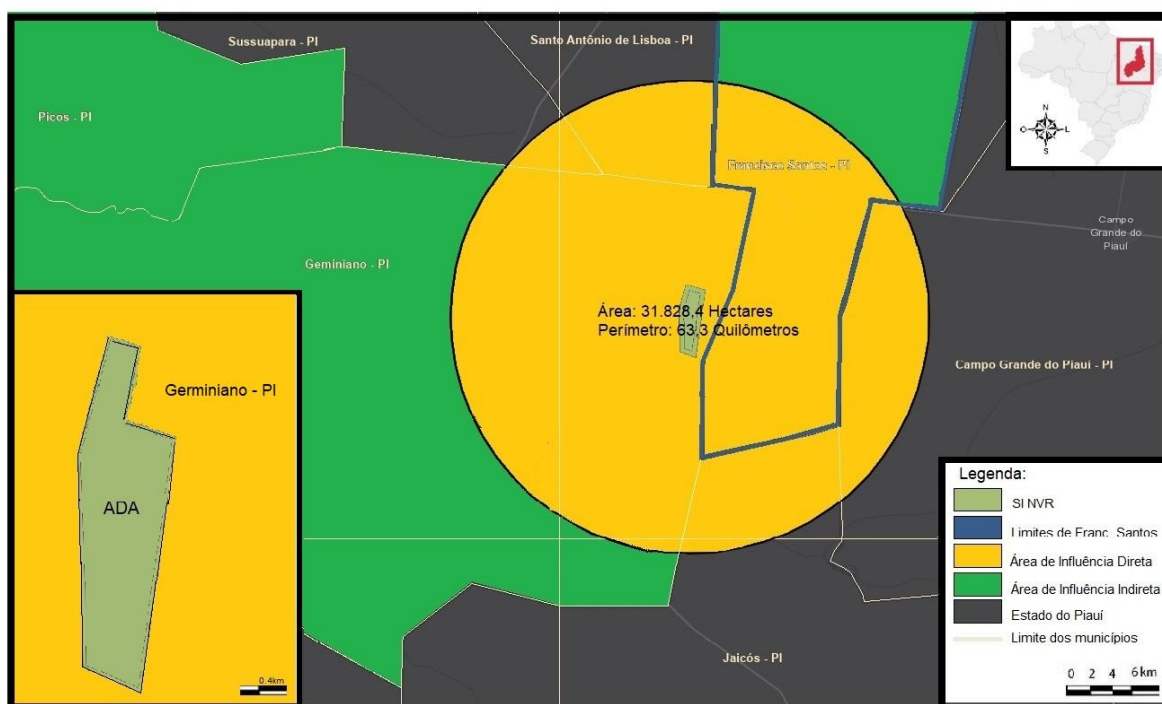 Sussuapara - PI
Santo Antônio de Lisboa - PI
Picos - PI
N
O
L
S
Francisco Santos - PI
Campo
Grande do
Piauí
Geminiano - PI
Área: 31.828,4 Hectares
Perímetro: 63,3 Quilômetros
Campo Grande do Piauí - PI
Germiniano - PI
ADA
0.4km
Jaicós - PI
Legenda:
SI NVR
Limites de Franc. Santos
Área de Influência Direta
Área de Influência Indireta
Estado do Piauí
Limite dos municípios
0 2 4 6km